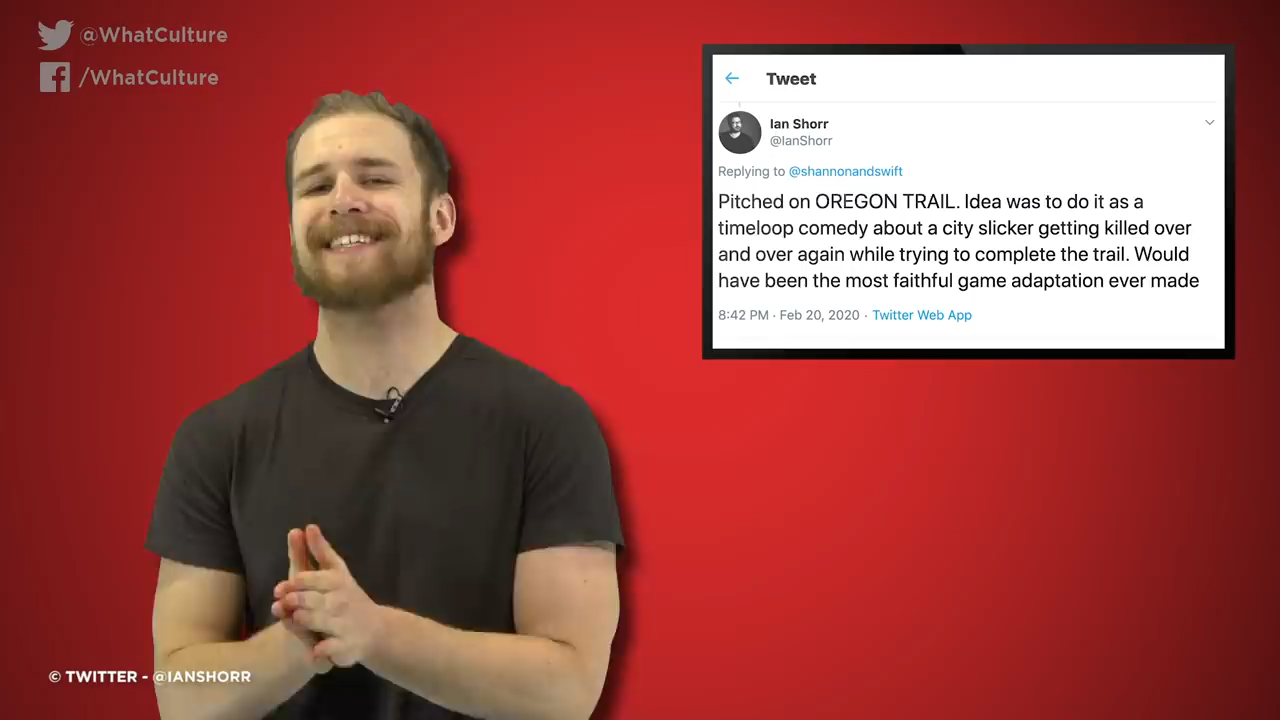 @WhatCulture
/WhatCulture
Tweet
Ian Shorr
@IanShorr
Replying to @shannonandswift
Pitched on OREGON TRAIL. Idea was to do it as a
timeloop comedy about a city slicker getting killed over
and over again while trying to complete the trail. Would
have been the most faithful game adaptation ever made
8:42 PM · Feb 20, 2020 · Twitter Web App
© TWITTER - @IANSHORR